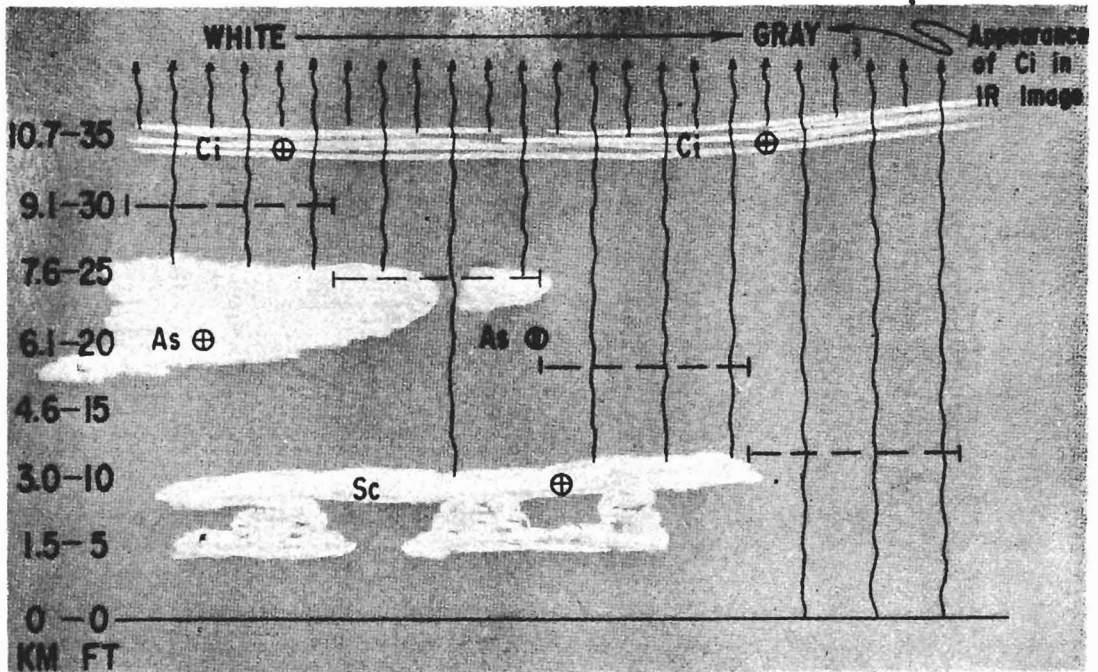 WHITE GRAY Appearance
of Ci in
IR Image
10.7-35
Ci Ci
9.1-30
7.6-25
6.1-20 As As
4.6-15
3.0-10 Sc
1.5-5
0-0
KM FT